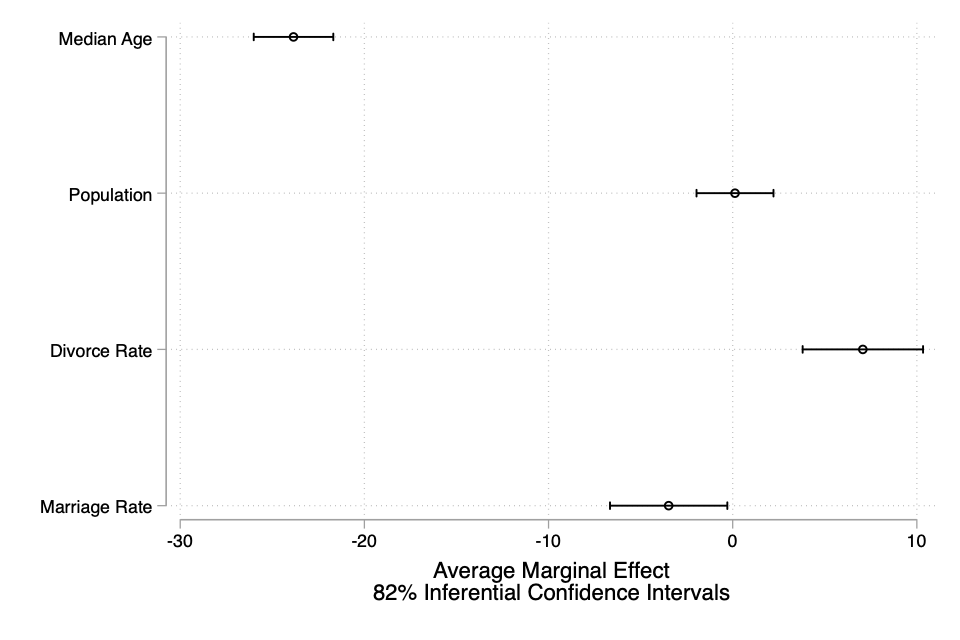 Median Age
Population
Divorce Rate
Marriage Rate
-30 -20 -10 0 10
Average Marginal Effect
82% Inferential Confidence Intervals